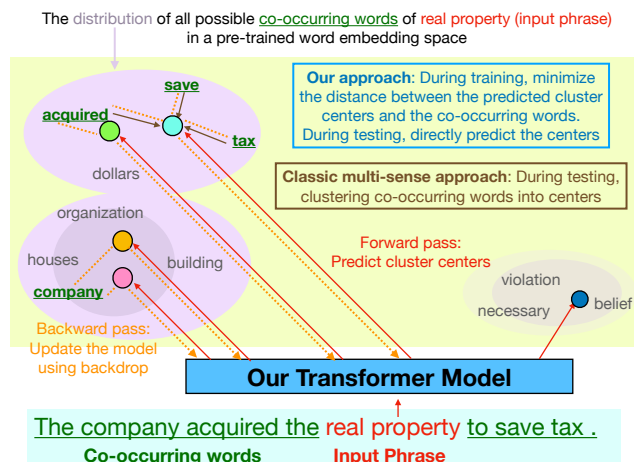 The distribution of all possible co-occurring words of real property (input phrase)
in a pre-trained word embedding space
save
acquired
tax
dollars
Our approach: During training, minimize
the distance between the predicted cluster
centers and the co-occurring words.
During testing, directly predict the centers
Classic multi-sense approach: During testing,
clustering co-occurring words into centers
organization
houses
building
company
Forward pass:
Predict cluster centers
violation
necessary
belief
Backward pass:
Update the model
using backdrop
Our Transformer Model
The company acquired the real property to save tax .
Co-occurring words
Input Phrase